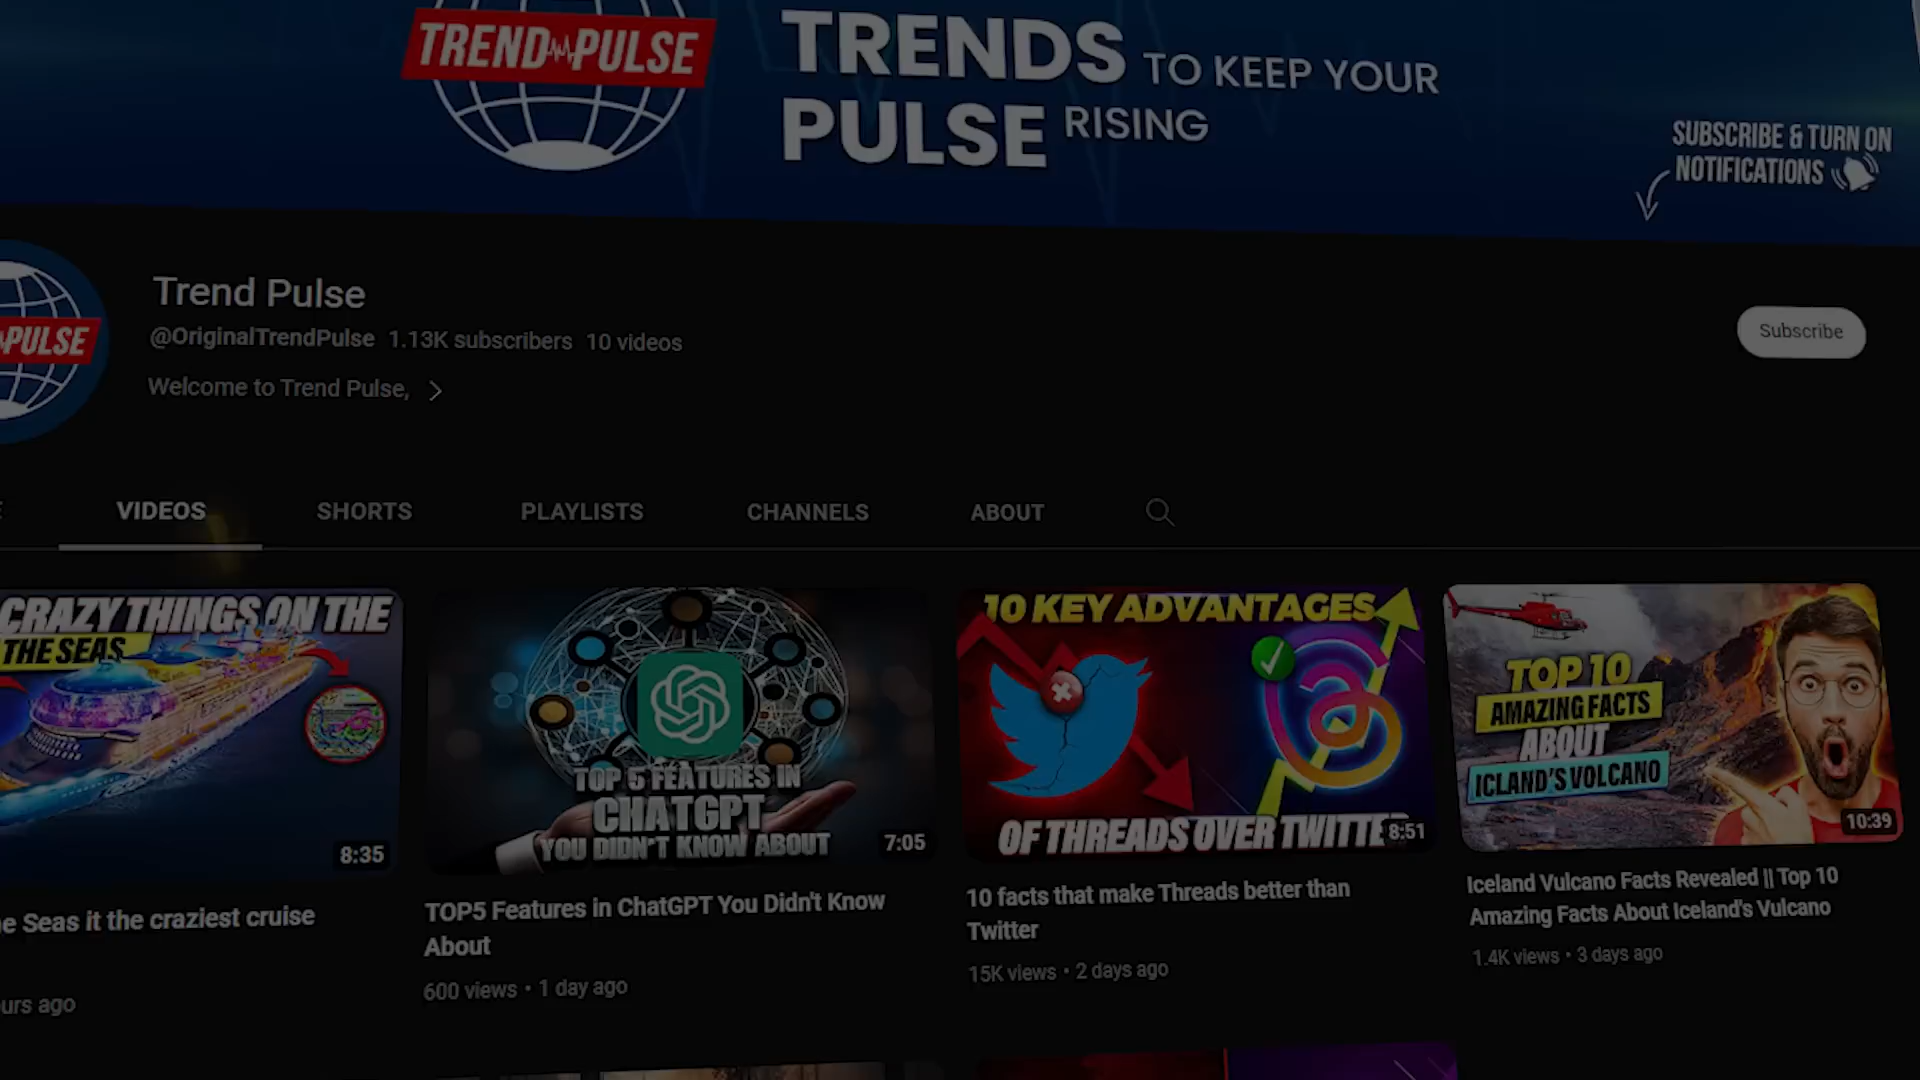 TREND PULSE
TRENDS TO KEEP YOUR
PULSE RISING
SUBSCRIBE & TURN ON
NOTIFICATIONS
PULSE
Trend Pulse
@OriginalTrendPulse 1.13K subscribers 10 videos
Welcome to Trend Pulse,
Subscribe
VIDEOS SHORTS PLAYLISTS CHANNELS ABOUT
CRAZY THINGS ON THE
THE SEAS
8:35
TOP 5 FEATURES IN
CHATGPT
YOU DIDN'T KNOW ABOUT
7:05
10 KEY ADVANTAGES
OF THREADS OVER TWITTE
8:51
TOP 10
AMAZING FACTS
ABOUT
ICLAND'S VOLCANO
10:39
e Seas it the craziest cruise
urs ago
TOP5 Features in ChatGPT You Didn't Know
About
600 views • 1 day ago
10 facts that make Threads better than
Twitter
15K views • 2 days ago
Iceland Vulcano Facts Revealed || Top 10
Amazing Facts About Iceland's Vulcano
1.4K views • 3 days ago